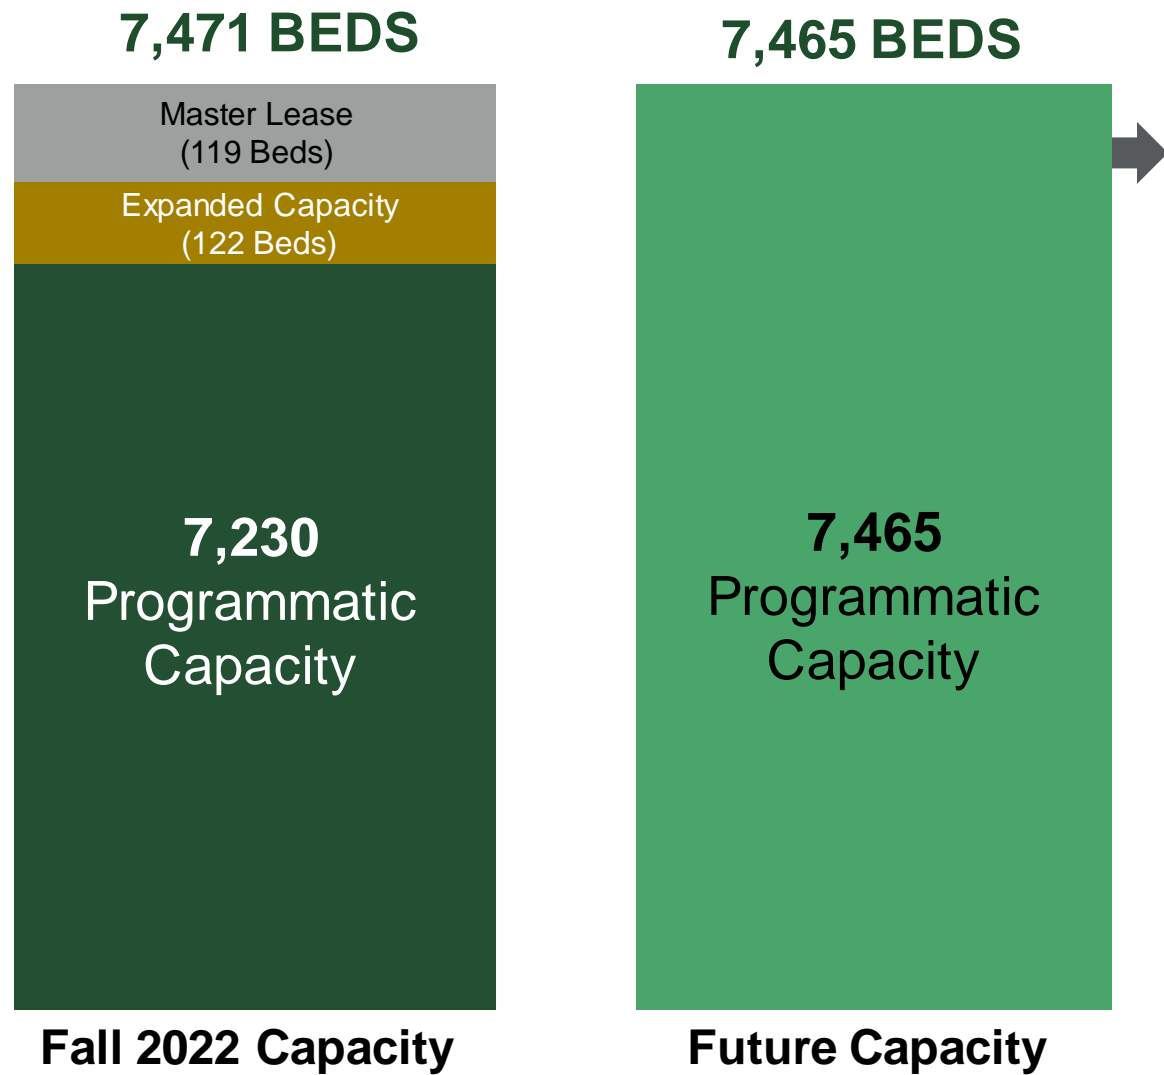 7,471 BEDS
Master Lease
(119 Beds)
Expanded Capacity
(122 Beds)
7,230
Programmatic
Capacity
Fall 2022 Capacity
7,465 BEDS
7,465
Programmatic
Capacity
Future Capacity